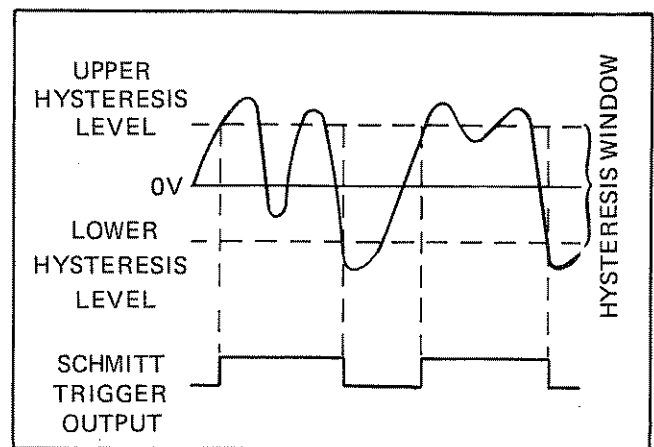 UPPER
HYSTERESIS
LEVEL
0V
LOWER
HYSTERESIS
LEVEL
HYSTERESIS WINDOW
SCHMITT
TRIGGER
OUTPUT